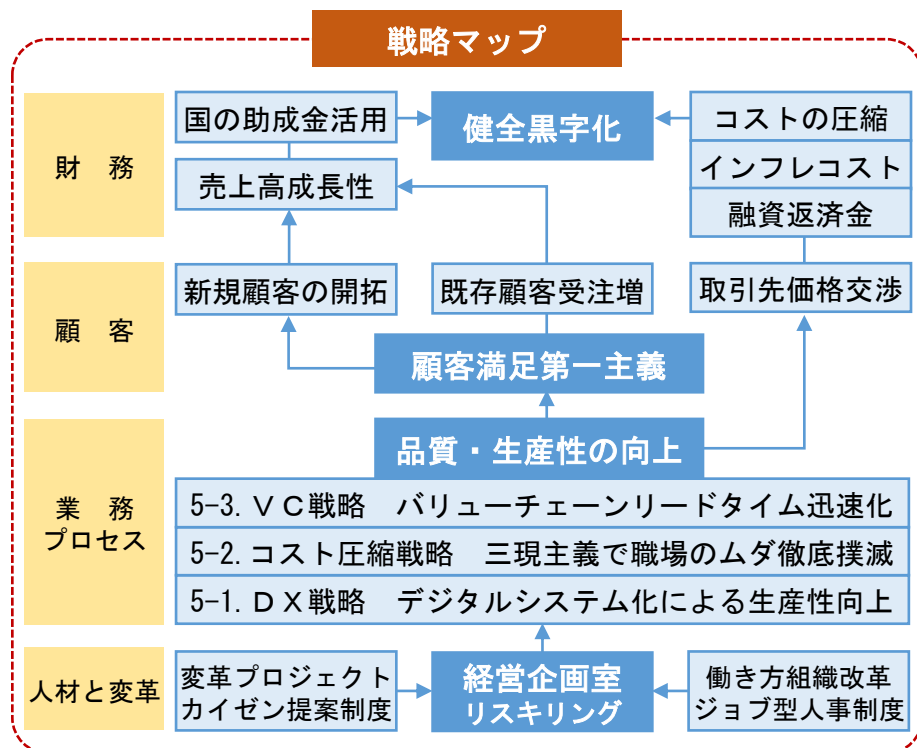 戦略マップ
財　務
国の助成金活用
健全黒字化
コストの圧縮
インフレコスト
売上高成長性
融資返済金
顧　客
新規顧客の開拓
既存顧客受注増
取引先価格交渉
顧客満足第一主義
業　務
プロセス
品質・生産性の向上
5-3. ＶＣ戦略　バリューチェーンリードタイム迅速化
5-2. コスト圧縮戦略　三現主義で職場のムダ徹底撲滅
5-1. ＤＸ戦略　デジタルシステム化による生産性向上
人材と変革
変革プロジェクト
カイゼン提案制度
経営企画室
リスキリング
働き方組織改革
ジョブ型人事制度